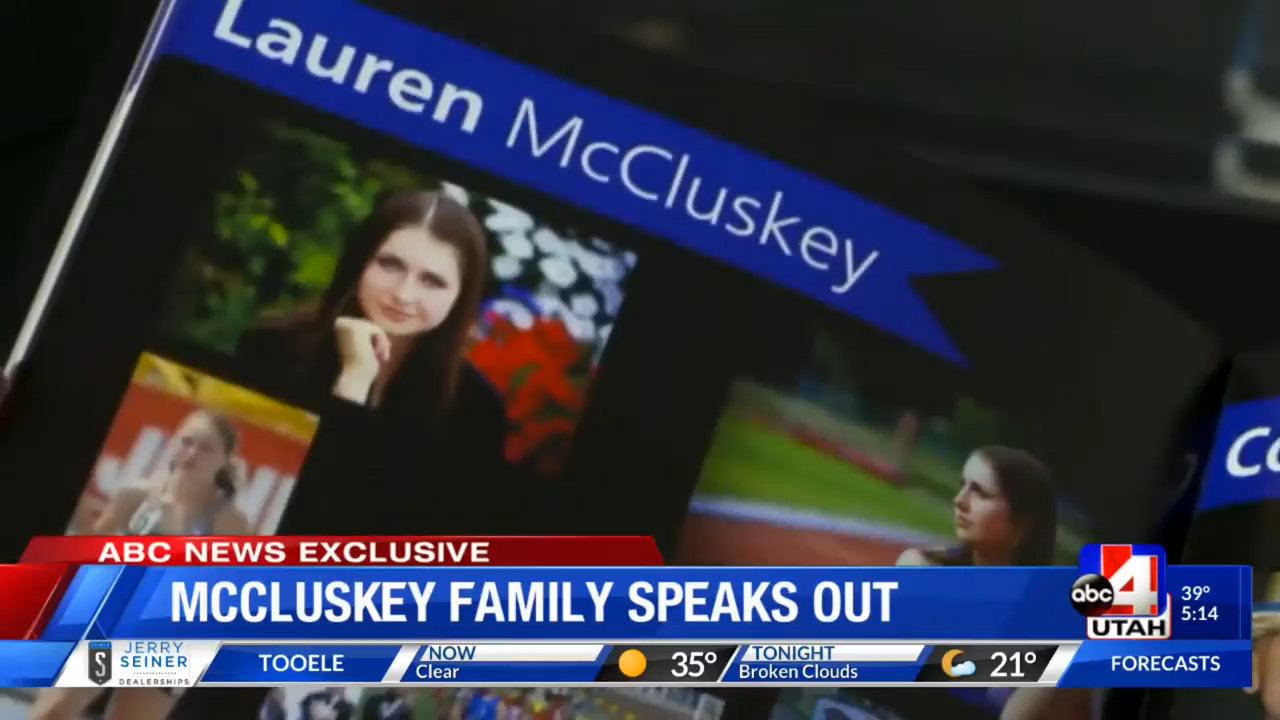 Lauren McCluskey
Co
ABC NEWS EXCLUSIVE
MCCLUSKEY FAMILY SPEAKS OUT
abc 4
UTAH
39°
5:14
S
JERRY
SEINER
DEALERSHIPS
TOOELE
NOW
Clear
35°
TONIGHT
Broken Clouds
21°
FORECASTS